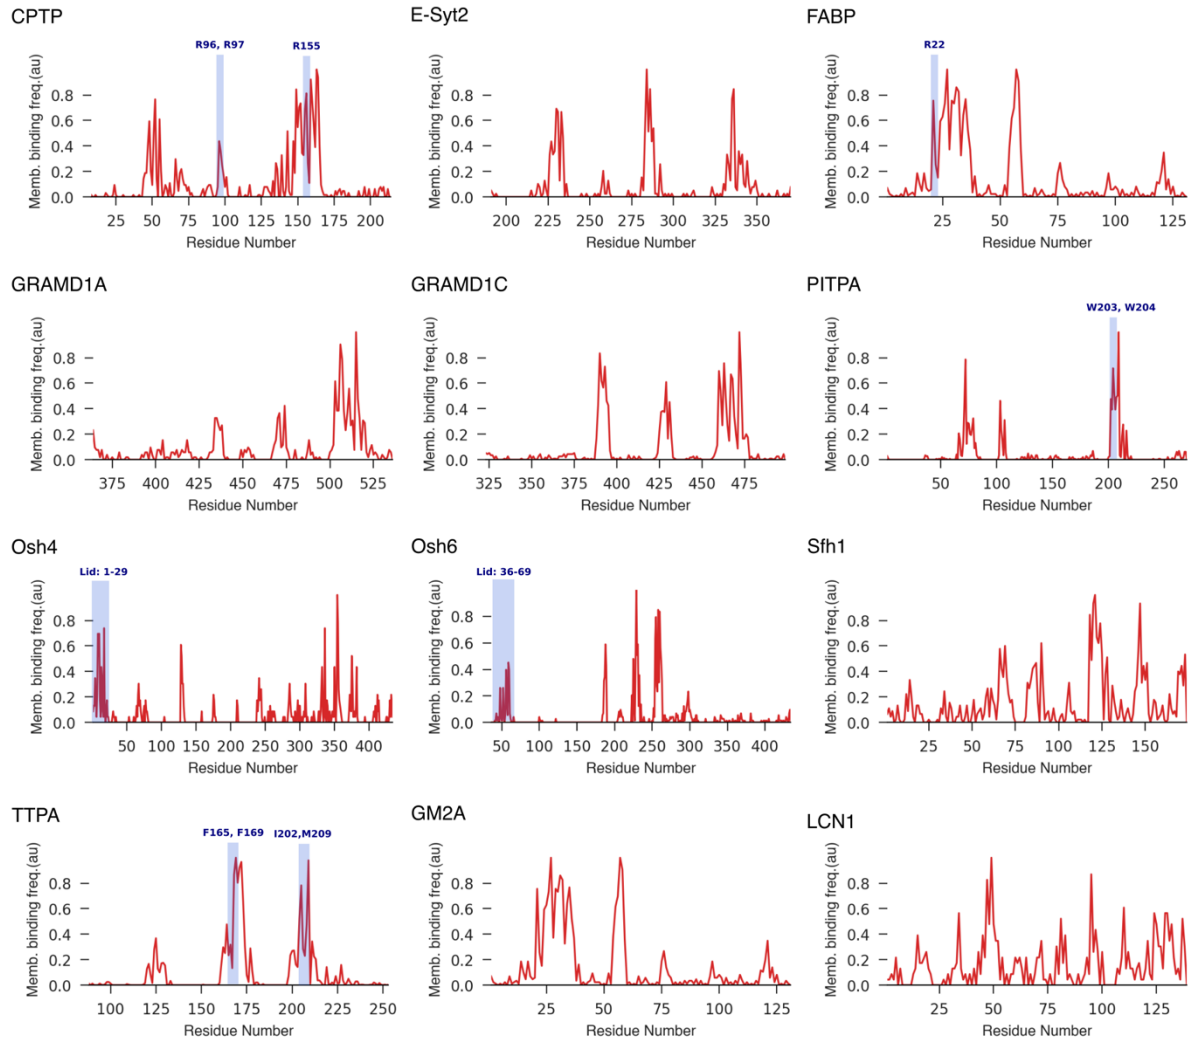 CPTP
E-Syt2
FABP
R96, R97
R155
R22
Memb. binding freq.(au)
0.8
0.6
0.4
0.2
0.0
25 50 75 100 125 150 175 200
Residue Number
Memb. binding freq.(au)
0.8
0.6
0.4
0.2
0.0
200 225 250 275 300 325 350
Residue Number
Memb. binding freq.(au)
0.8
0.6
0.4
0.2
0.0
25 50 75 100 125
Residue Number
GRAMD1A
GRAMD1C
PITPA
W203, W204
Memb. binding freq.(au)
0.8
0.6
0.4
0.2
0.0
375 400 425 450 475 500 525
Residue Number
Memb. binding freq.(au)
0.8
0.6
0.4
0.2
0.0
325 350 375 400 425 450 475
Residue Number
Memb. binding freq.(au)
0.8
0.6
0.4
0.2
0.0
50 100 150 200 250
Residue Number
Osh4
Osh6
Sfh1
Lid: 1-29
Lid: 36-69
Memb. binding freq.(au)
0.8
0.6
0.4
0.2
0.0
50 100 150 200 250 300 350 400
Residue Number
Memb. binding freq.(au)
0.8
0.6
0.4
0.2
0.0
50 100 150 200 250 300 350 400
Residue Number
Memb. binding freq.(au)
0.8
0.6
0.4
0.2
0.0
25 50 75 100 125 150
Residue Number
TTPA
GM2A
LCN1
F165, F169
I202,M209
Memb. binding freq.(au)
0.8
0.6
0.4
0.2
0.0
100 125 150 175 200 225 250
Residue Number
Memb. binding freq.(au)
0.8
0.6
0.4
0.2
0.0
25 50 75 100 125
Residue Number
Memb. binding freq.(au)
0.8
0.6
0.4
0.2
0.0
25 50 75 100 125
Residue Number